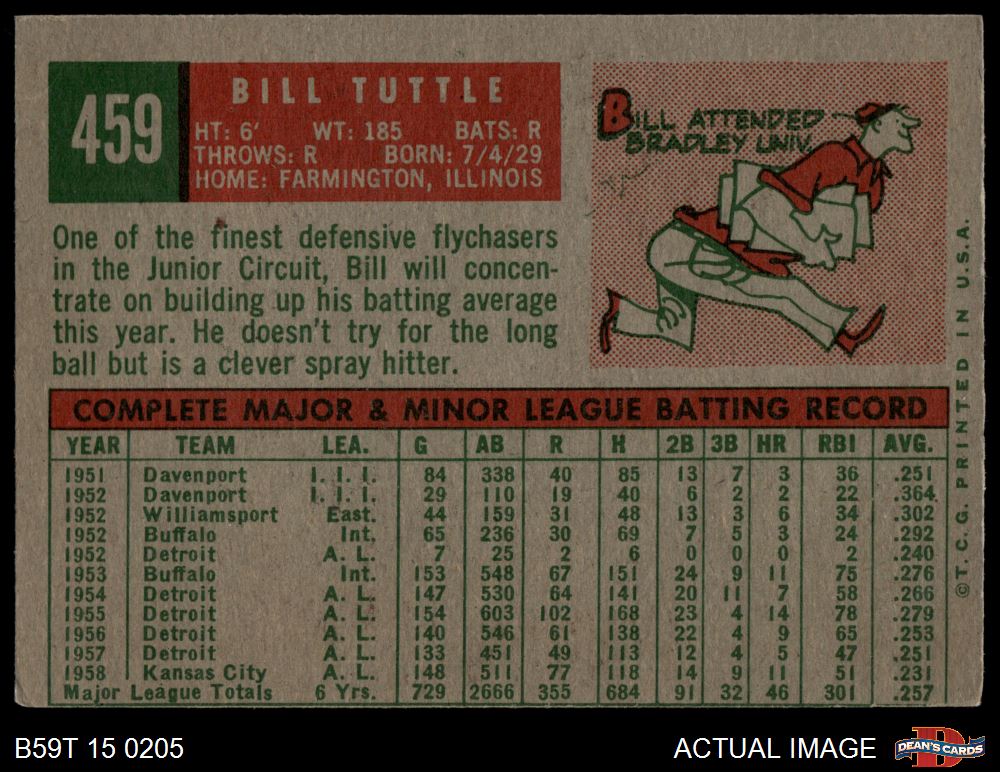 459
BILL TUTTLE
HT: 6' WT: 185 BATS: R
THROWS: R BORN: 7/4/29
HOME: FARMINGTON, ILLINOIS
BILL ATTENDED
BRADLEY UNIV.
One of the finest defensive flychasers
in the Junior Circuit, Bill will concen-
trate on building up his batting average
this year. He doesn't try for the long
ball but is a clever spray hitter.
COMPLETE MAJOR & MINOR LEAGUE BATTING RECORD
YEAR TEAM LEA. G AB R H 2B 3B HR RBI AVG.
1951 Davenport I. I. I. 84 338 40 85 13 7 3 36 .251
1952 Davenport I. I. I. 29 110 19 40 6 2 2 22 .364
1952 Williamsport East. 44 159 31 48 13 3 6 34 .302
1952 Buffalo Int. 65 236 30 69 7 5 3 24 .292
1952 Detroit A. L. 7 25 2 6 0 0 0 2 .240
1953 Buffalo Int. 153 548 67 151 24 9 11 75 .276
1954 Detroit A. L. 147 530 64 141 20 11 7 58 .266
1955 Detroit A. L. 154 603 102 168 23 4 14 78 .279
1956 Detroit A. L. 140 546 61 138 22 4 9 65 .253
1957 Detroit A. L. 133 451 49 113 12 4 5 47 .251
1958 Kansas City A. L. 148 511 77 118 14 9 11 51 .231
Major League Totals 6 Yrs. 729 2666 355 684 91 32 46 301 .257
©T. C. G. PRINTED IN U.S.A.
B59T 15 0205
ACTUAL IMAGE
DEAN'S CARDS